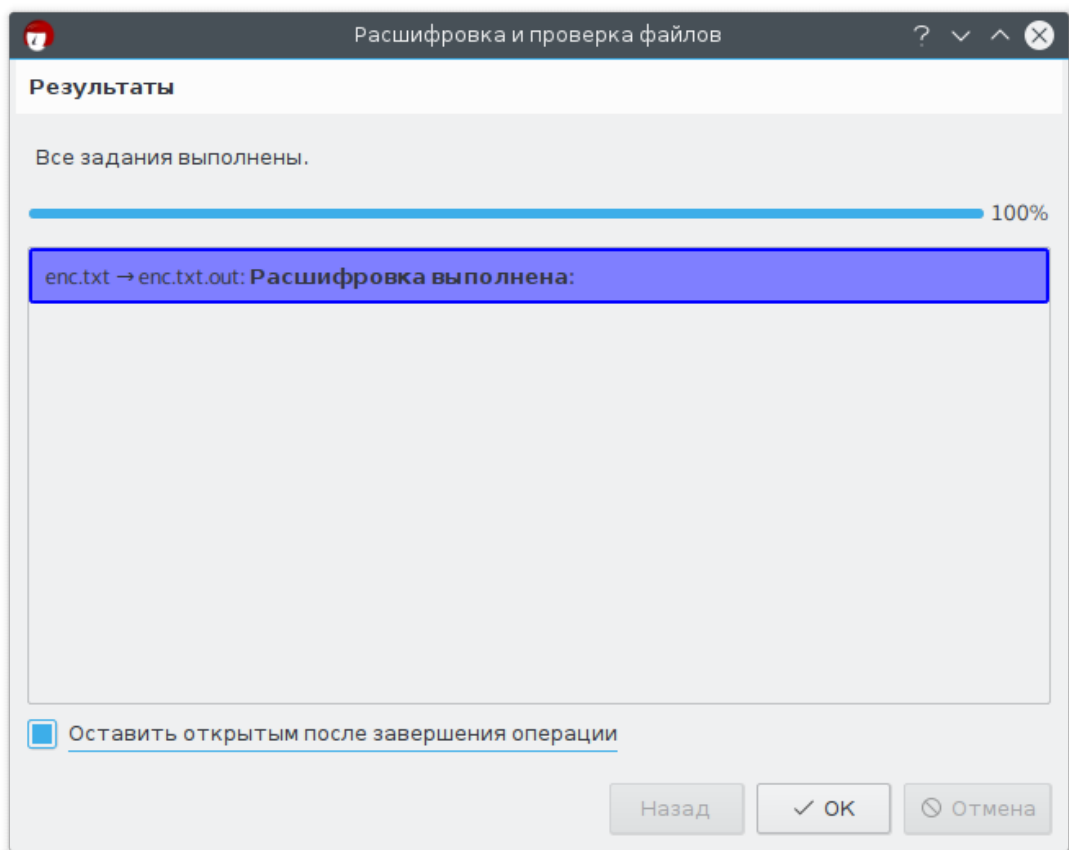 Расшифровка и проверка файлов
Результаты
Все задания выполнены.
100%
enc.txt → enc.txt.out: Расшифровка выполнена:
Оставить открытым после завершения операции
Назад
ОК
Отмена